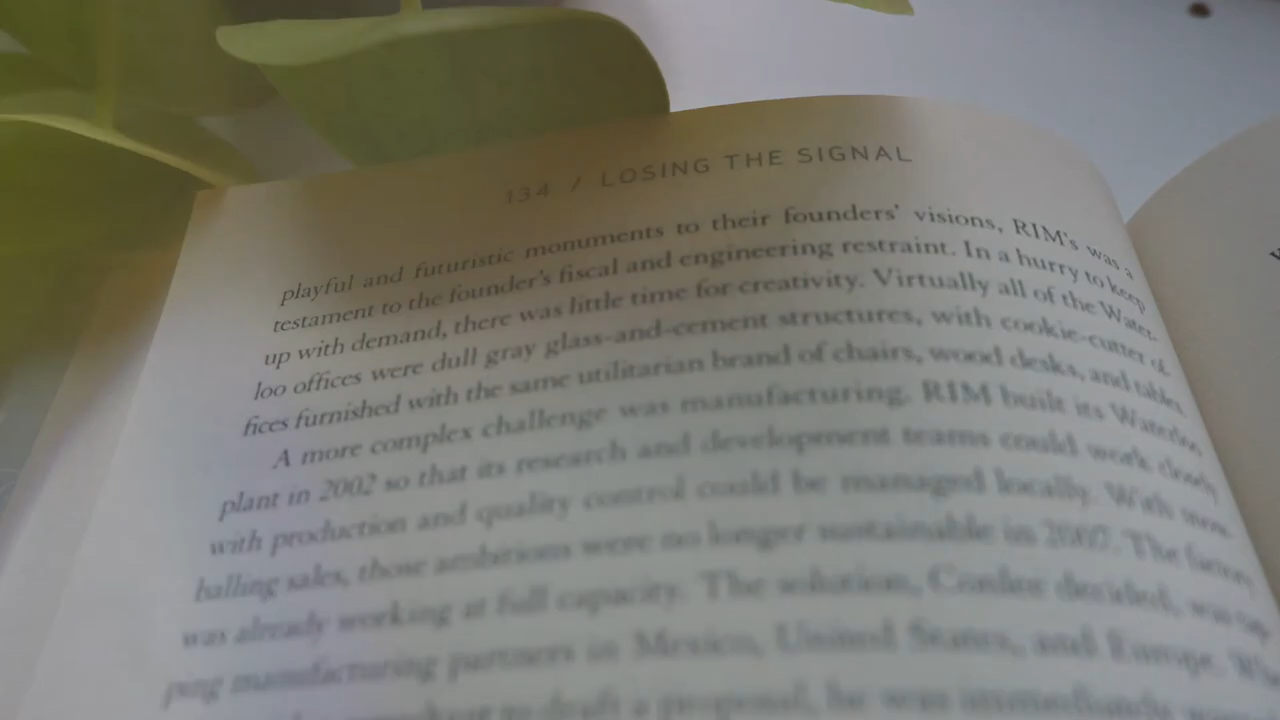 134 / LOSING THE SIGNAL
playful and futuristic monuments to their founders' visions, RIM's was a
testament to the founder's fiscal and engineering restraint. In a hurry to keep
up with demand, there was little time for creativity. Virtually all of the Water-
loo offices were dull gray glass-and-cement structures, with cookie-cutter of-
fices furnished with the same utilitarian brand of chairs, wood desks, and tables.
A more complex challenge was manufacturing. RIM built its Waterloo
plant in 2002 so that its research and development teams could work closely
with production and quality control could be managed locally. With snow-
balling sales, those ambitions were no longer sustainable in 2007. The factory
was already working at full capacity. The solution, Conlee decided, was
ping manufacturing partners in Mexico, United States, and Europe.
to draft a proposal, he was immediately